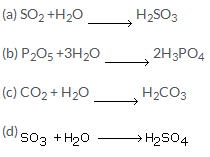 (a) SO₂ +H₂O ⟶ H₂SO3
(b) P₂O₅ +3H₂O ⟶ 2H3PO4
(c) CO₂ + H₂O ⟶ H₂CO3
(d) SO₃ + H₂O ⟶ H₂SO₄